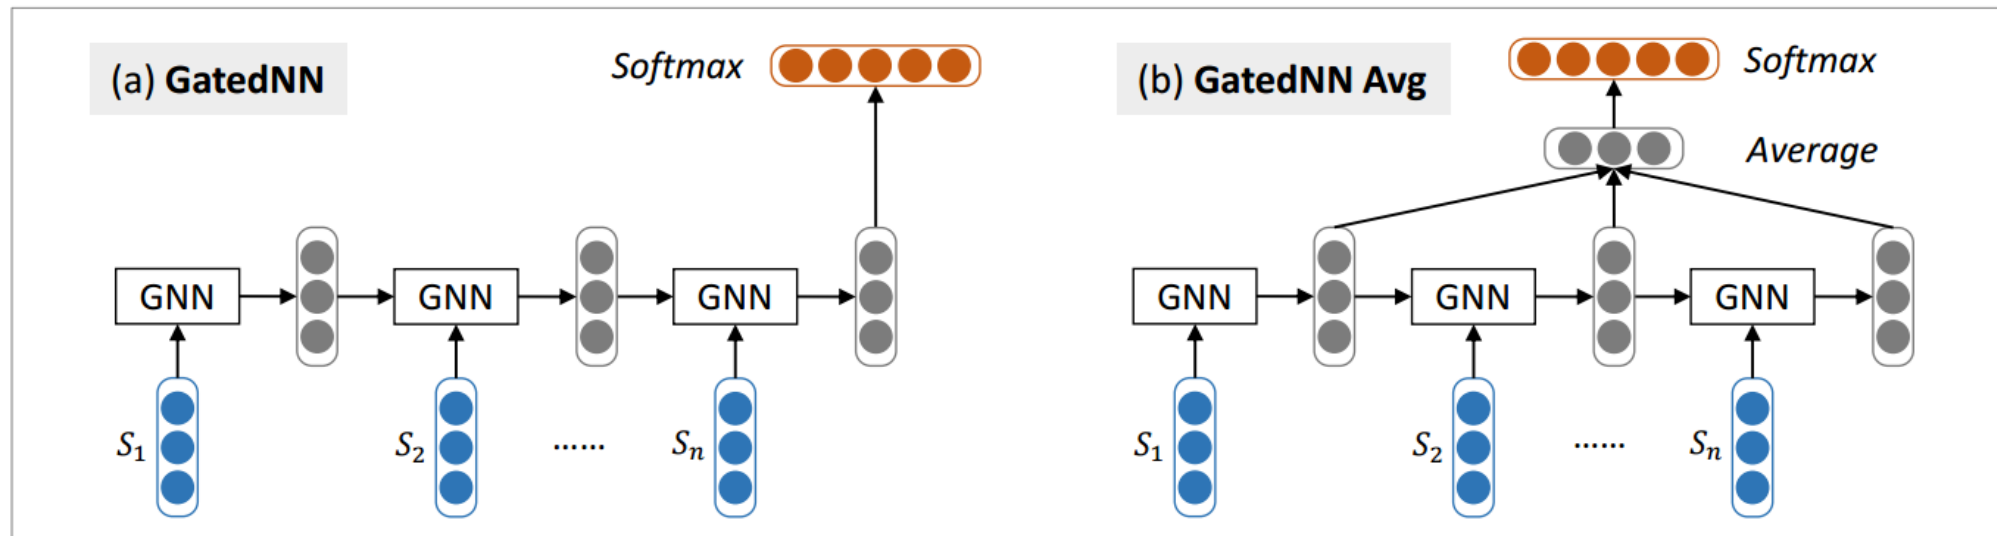 (a) GatedNN
Softmax
GNN
GNN
GNN
S1
S2
......
Sn
(b) GatedNN Avg
Softmax
Average
GNN
GNN
GNN
S1
S2
......
Sn